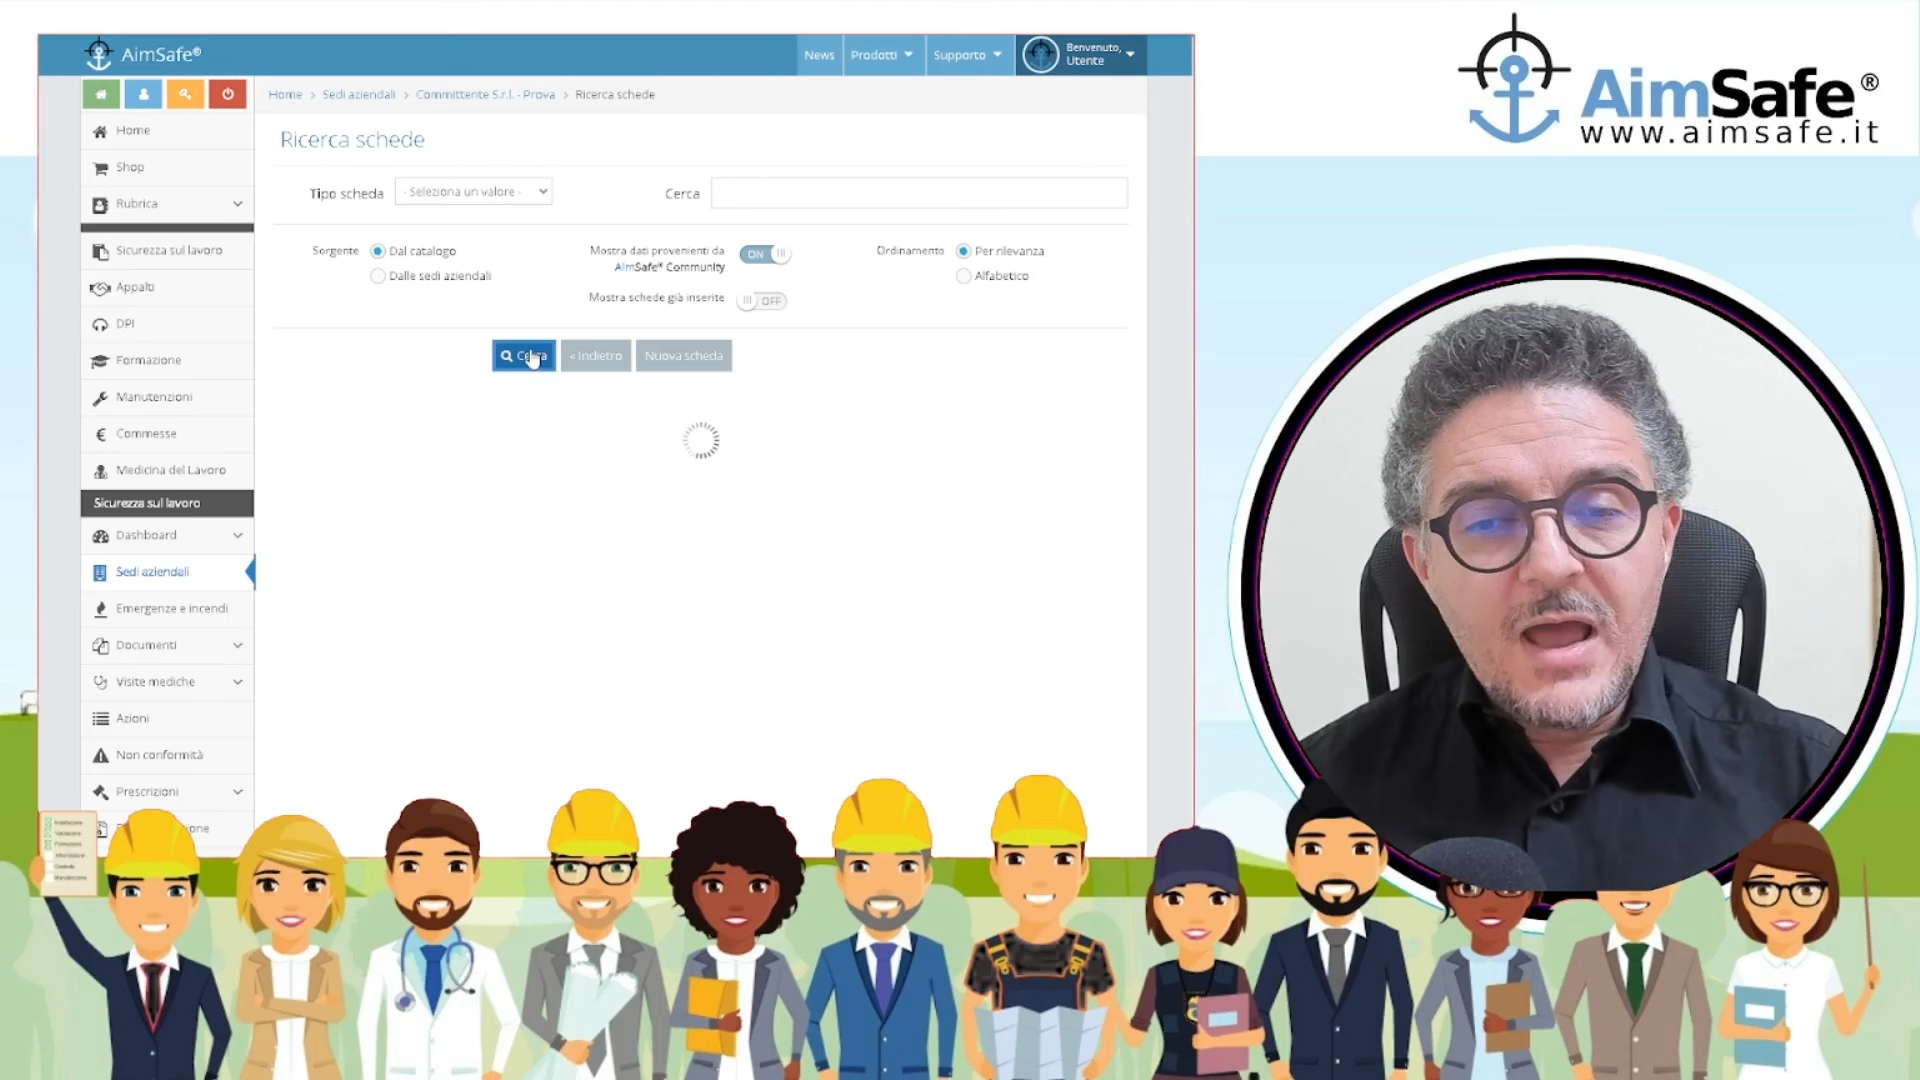 AimSafe®
News
Prodotti
Supporto
Benvenuto,
Utente
AimSafe®
www.aimsafe.it
Home > Sedi aziendali > Committente S.r.l. - Prova > Ricerca schede
Home
Shop
Rubrica
Sicurezza sul lavoro
Appalti
DPI
Formazione
Manutenzioni
Commesse
Medicina del Lavoro
Sicurezza sul lavoro
Dashboard
Sedi aziendali
Emergenze e incendi
Documenti
Visite mediche
Azioni
Non conformità
Prescrizioni
Ricerca schede
Tipo scheda
- Seleziona un valore -
Cerca
Sorgente
Dal catalogo
Dalle sedi aziendali
Mostra dati provenienti da
AimSafe® Community
ON
Mostra schede già inserite
OFF
Ordinamento
Per rilevanza
Alfabetico
Cerca
« Indietro
Nuova scheda